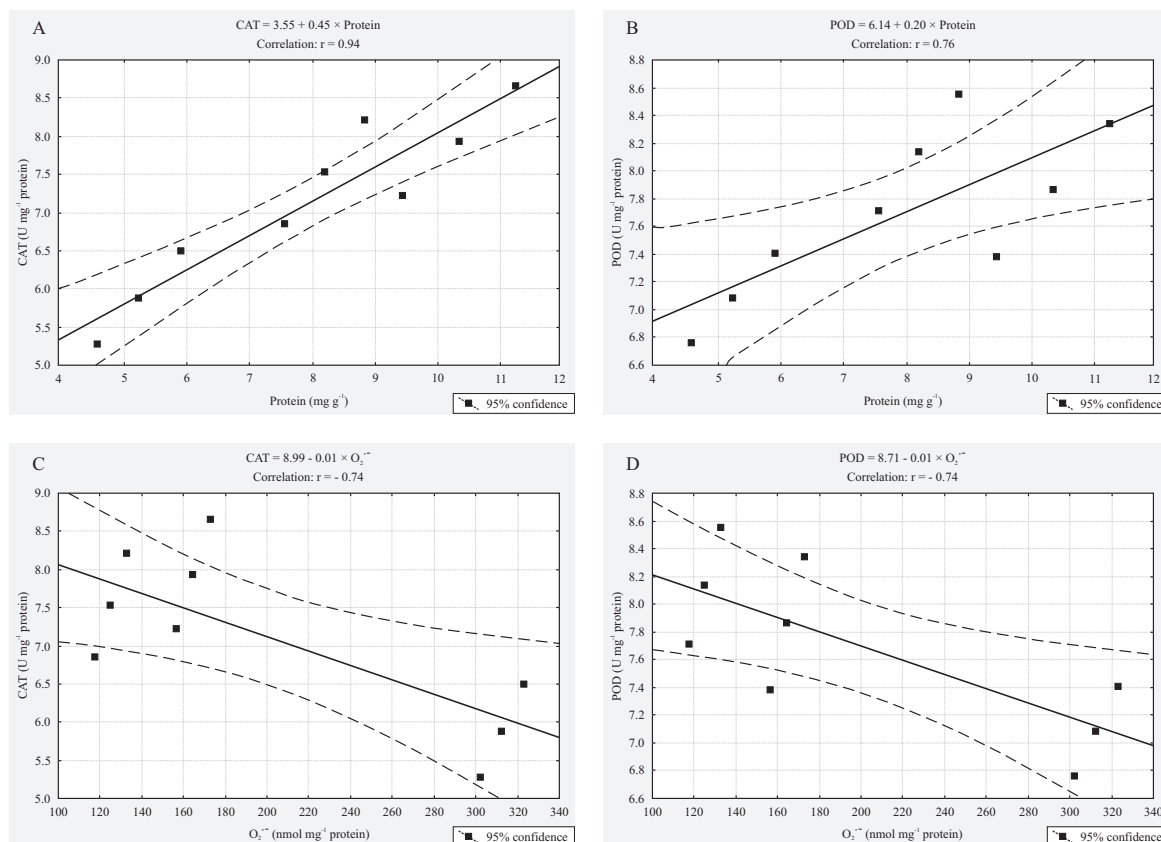 A
CAT = 3.55 + 0.45 × Protein
Correlation: r = 0.94
9.0
8.5
8.0
7.5
7.0
6.5
6.0
5.5
5.0
CAT (U mg⁻¹ protein)
4 5 6 7 8 9 10 11 12
Protein (mg g⁻¹)
95% confidence
B
POD = 6.14 + 0.20 × Protein
Correlation: r = 0.76
8.8
8.6
8.4
8.2
8.0
7.8
7.6
7.4
7.2
7.0
6.8
6.6
POD (U mg⁻¹ protein)
4 5 6 7 8 9 10 11 12
Protein (mg g⁻¹)
95% confidence
C
CAT = 8.99 - 0.01 × O₂·⁻
Correlation: r = - 0.74
9.0
8.5
8.0
7.5
7.0
6.5
6.0
5.5
5.0
CAT (U mg⁻¹ protein)
100 120 140 160 180 200 220 240 260 280 300 320 340
O₂·⁻ (nmol mg⁻¹ protein)
95% confidence
D
POD = 8.71 - 0.01 × O₂·⁻
Correlation: r = - 0.74
8.8
8.6
8.4
8.2
8.0
7.8
7.6
7.4
7.2
7.0
6.8
6.6
POD (U mg⁻¹ protein)
100 120 140 160 180 200 220 240 260 280 300 320 340
O₂·⁻ (nmol mg⁻¹ protein)
95% confidence